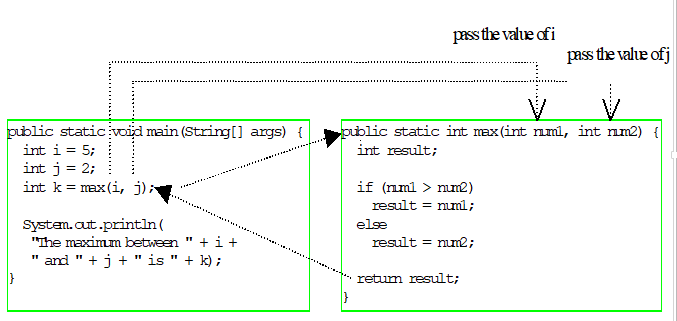 pass the value of i
pass the value of j
public static void main(String[] args) {
int i = 5;
int j = 2;
int k = max(i, j);
System.out.println(
"The maximum between " + i +
" and " + j + " is " + k);
}
public static int max(int num1, int num2) {
int result;
if (num1 > num2)
result = num1;
else
result = num2;
return result;
}